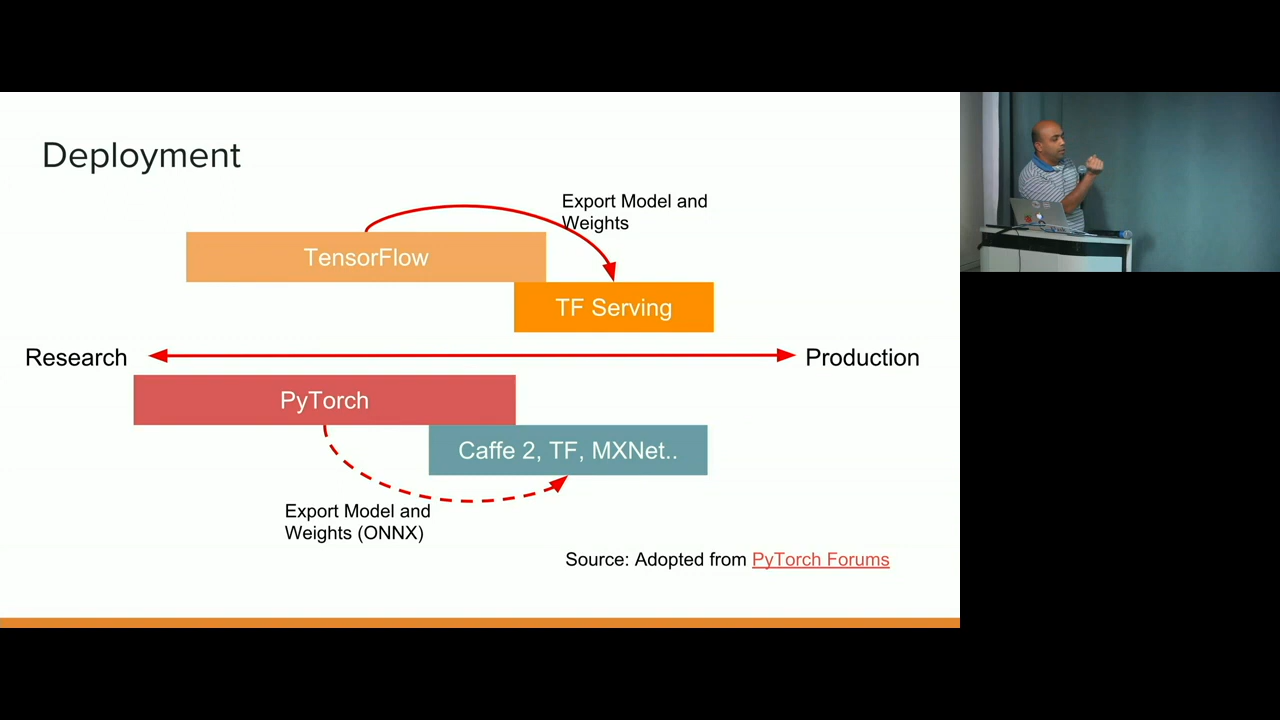 Deployment
Export Model and
Weights
TensorFlow
TF Serving
Research
Production
PyTorch
Caffe 2, TF, MXNet..
Export Model and
Weights (ONNX)
Source: Adopted from PyTorch Forums